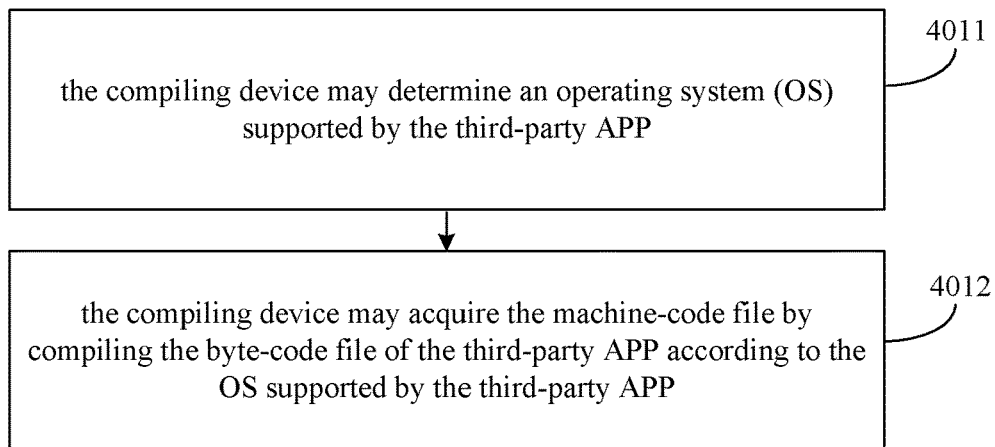 4011
the compiling device may determine an operating system (OS)
supported by the third-party APP
4012
the compiling device may acquire the machine-code file by
compiling the byte-code file of the third-party APP according to the
OS supported by the third-party APP